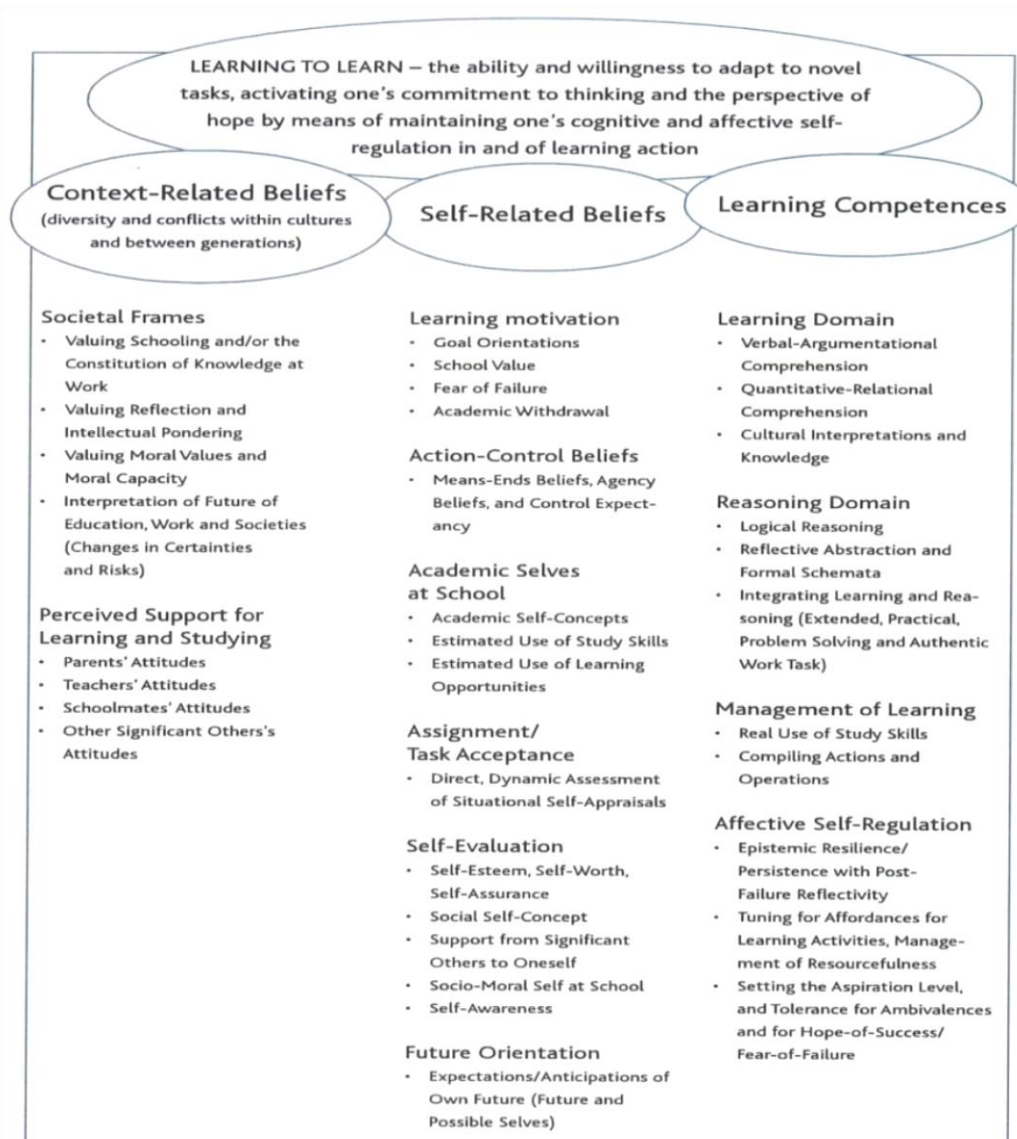 LEARNING TO LEARN – the ability and willingness to adapt to novel
tasks, activating one's commitment to thinking and the perspective of
hope by means of maintaining one's cognitive and affective self-
regulation in and of learning action
Context-Related Beliefs
(diversity and conflicts within cultures
and between generations)
Self-Related Beliefs
Learning Competences
Societal Frames
• Valuing Schooling and/or the
Constitution of Knowledge at
Work
• Valuing Reflection and
Intellectual Pondering
• Valuing Moral Values and
Moral Capacity
• Interpretation of Future of
Education, Work and Societies
(Changes in Certainties
and Risks)
Perceived Support for
Learning and Studying
• Parents' Attitudes
• Teachers' Attitudes
• Schoolmates' Attitudes
• Other Significant Others's
Attitudes
Learning motivation
• Goal Orientations
• School Value
• Fear of Failure
• Academic Withdrawal
Action-Control Beliefs
• Means-Ends Beliefs, Agency
Beliefs, and Control Expect-
ancy
Academic Selves
at School
• Academic Self-Concepts
• Estimated Use of Study Skills
• Estimated Use of Learning
Opportunities
Assignment/
Task Acceptance
• Direct, Dynamic Assessment
of Situational Self-Appraisals
Self-Evaluation
• Self-Esteem, Self-Worth,
Self-Assurance
• Social Self-Concept
• Support from Significant
Others to Oneself
• Socio-Moral Self at School
• Self-Awareness
Future Orientation
• Expectations/Anticipations of
Own Future (Future and
Possible Selves)
Learning Domain
• Verbal-Argumentational
Comprehension
• Quantitative-Relational
Comprehension
• Cultural Interpretations and
Knowledge
Reasoning Domain
• Logical Reasoning
• Reflective Abstraction and
Formal Schemata
• Integrating Learning and Rea-
soning (Extended, Practical,
Problem Solving and Authentic
Work Task)
Management of Learning
• Real Use of Study Skills
• Compiling Actions and
Operations
Affective Self-Regulation
• Epistemic Resilience/
Persistence with Post-
Failure Reflectivity
• Tuning for Affordances for
Learning Activities, Manage-
ment of Resourcefulness
• Setting the Aspiration Level,
and Tolerance for Ambivalences
and for Hope-of-Success/
Fear-of-Failure